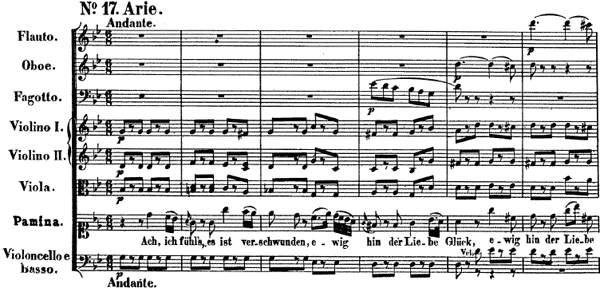 No 17. Arie.
Andante.
Flauto.
Oboe.
Fagotto.
Violino I.
Violino II.
Viola.
Pamina.
Ach, ich fühl's, es ist verschwunden, ewig hin der Liebe Glück, ewig hin der Liebe
Violoncello e basso.
Vcl.
p
Andante.